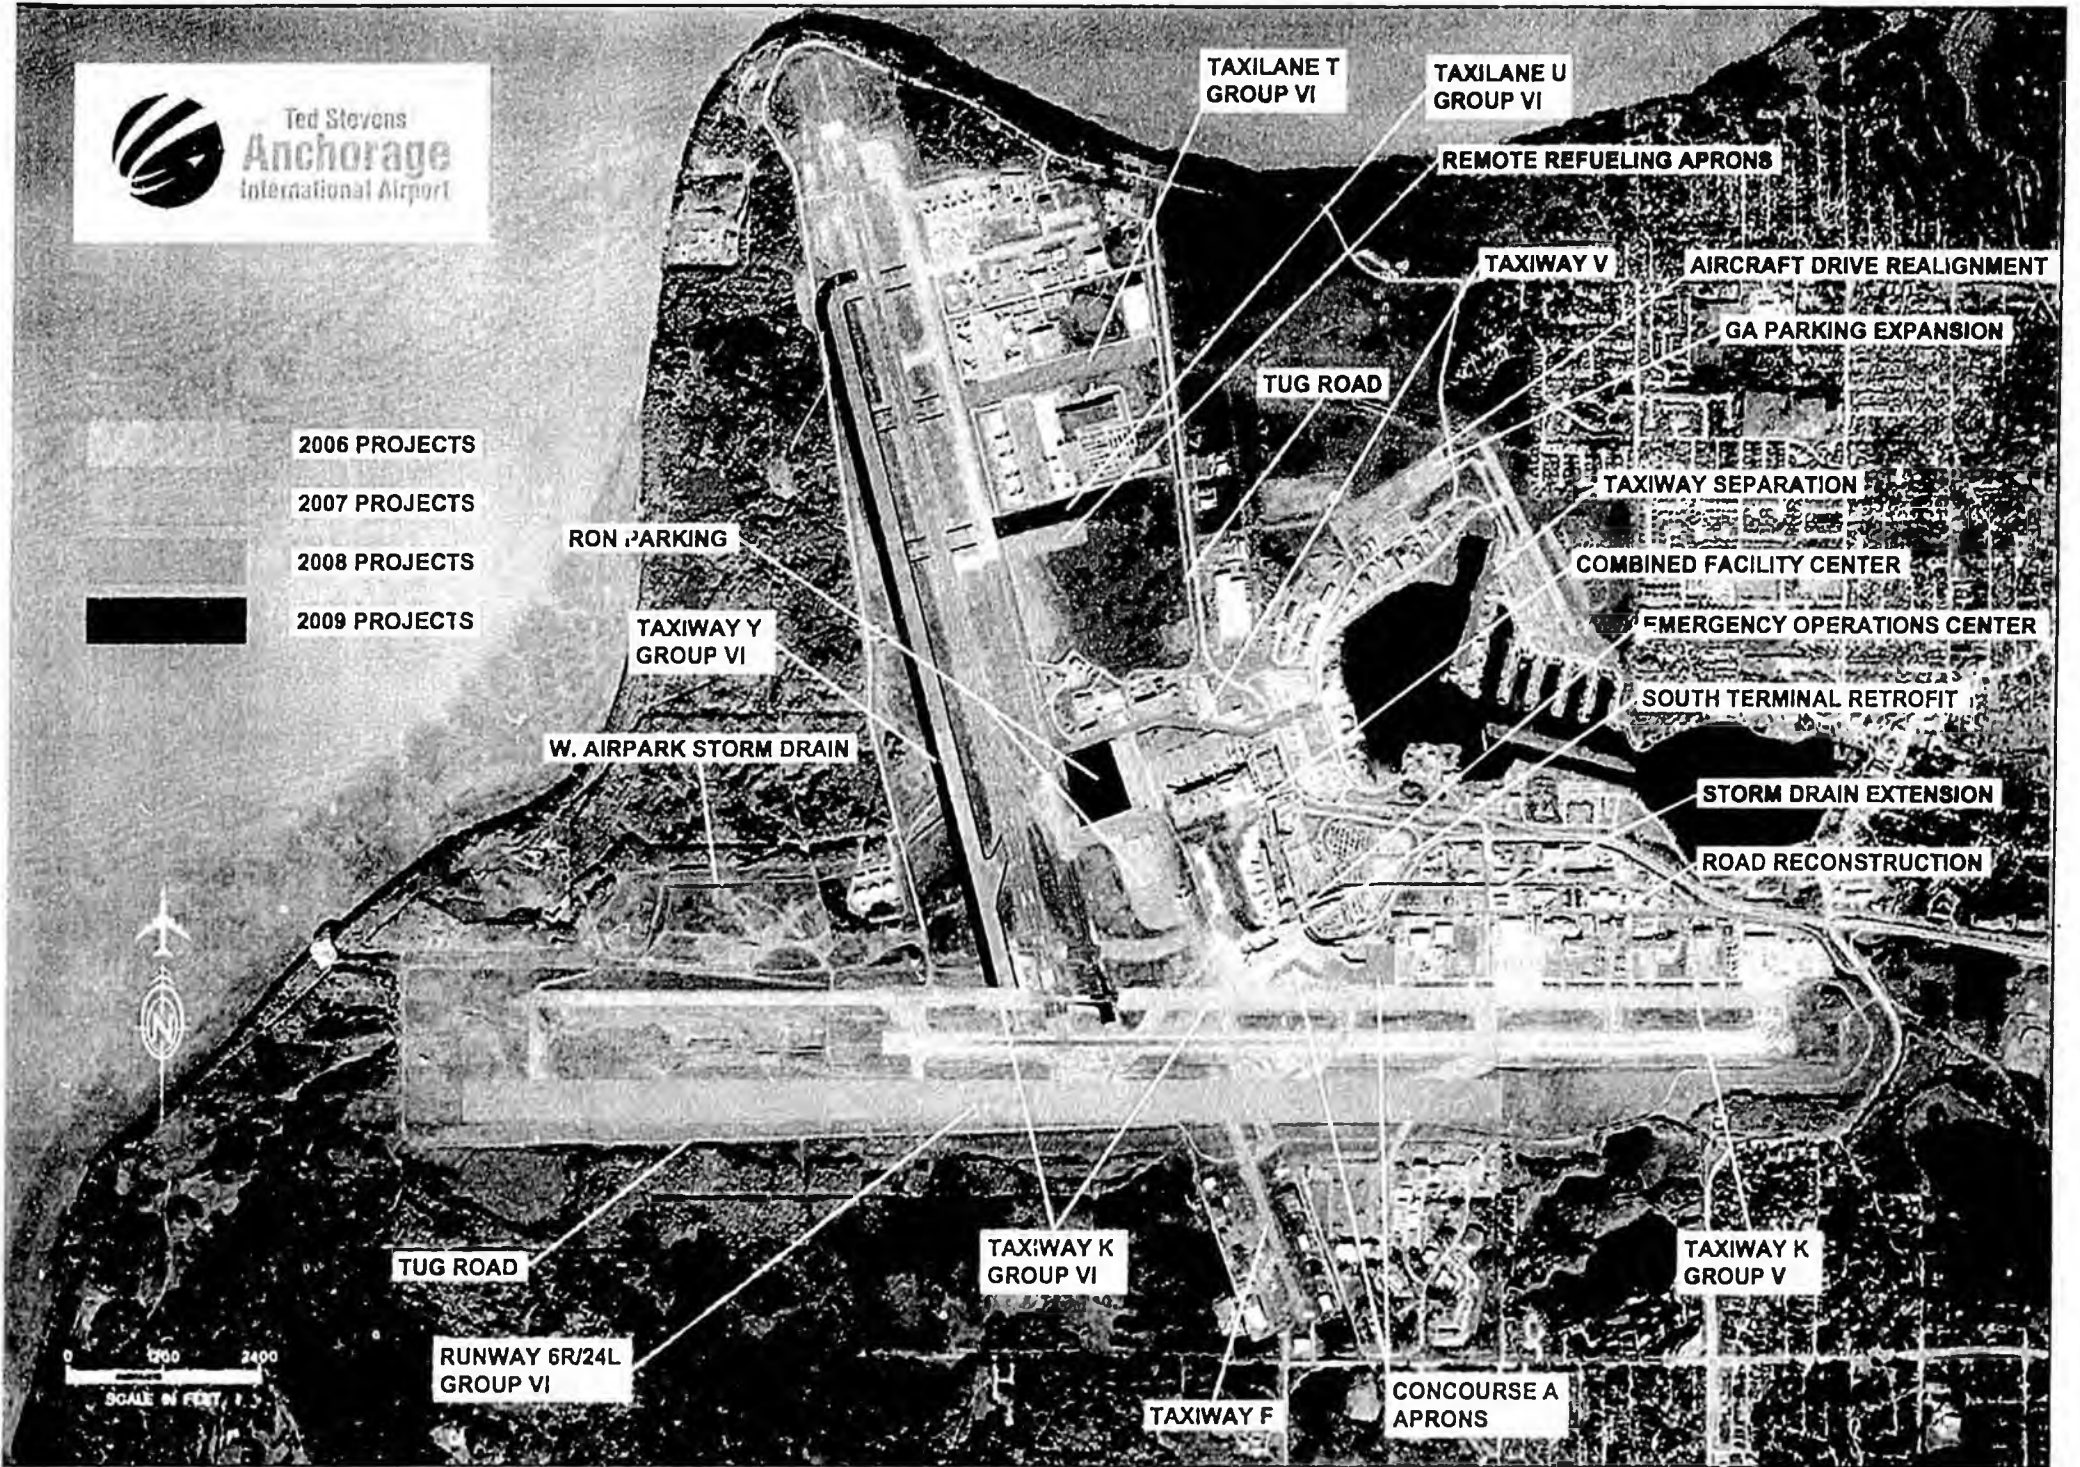 Ted Stevens
Anchorage
International Airport
TAXILANE T
GROUP VI
TAXILANE U
GROUP VI
REMOTE REFUELING APRONS
TAXIWAY V
AIRCRAFT DRIVE REALIGNMENT
GA PARKING EXPANSION
TUG ROAD
2006 PROJECTS
2007 PROJECTS
2008 PROJECTS
2009 PROJECTS
RON PARKING
TAXIWAY SEPARATION
COMBINED FACILITY CENTER
TAXIWAY Y
GROUP VI
EMERGENCY OPERATIONS CENTER
SOUTH TERMINAL RETROFIT
W. AIRPARK STORM DRAIN
STORM DRAIN EXTENSION
ROAD RECONSTRUCTION
N
TUG ROAD
TAXIWAY K
GROUP VI
TAXIWAY K
GROUP V
RUNWAY 6R/24L
GROUP VI
0 1200 2400
SCALE IN FEET
TAXIWAY F
CONCOURSE A
APRONS